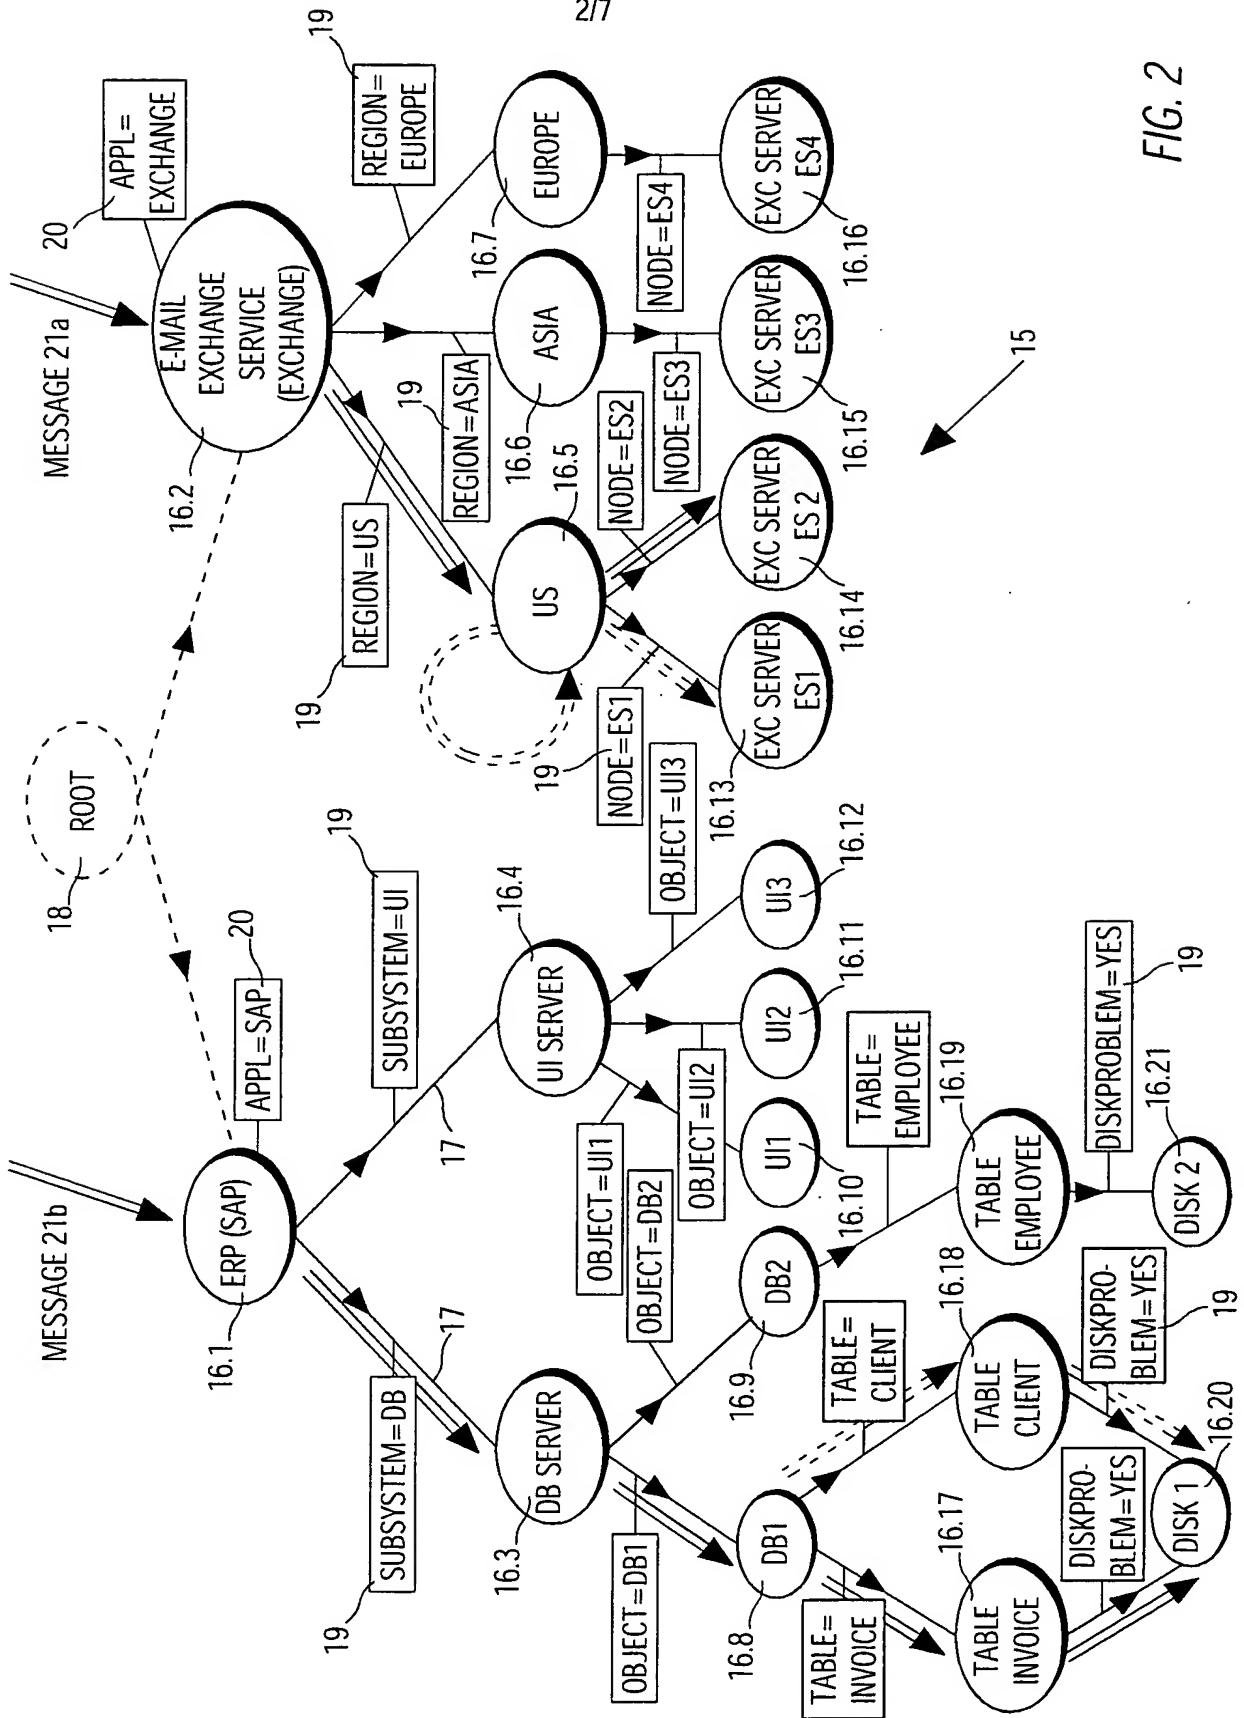 2/7
MESSAGE 21b
MESSAGE 21a
18
ROOT
16.1
ERP (SAP)
APPL=SAP
20
16.2
E-MAIL
EXCHANGE
SERVICE
(EXCHANGE)
20
APPL=
EXCHANGE
19
SUBSYSTEM=DB
17
17
SUBSYSTEM=UI
19
19
REGION=US
19
REGION=ASIA
REGION=
EUROPE
19
16.3
DB SERVER
UI SERVER
16.4
US
16.5
16.6
ASIA
16.7
EUROPE
OBJECT=DB1
OBJECT=DB2
OBJECT=UI1
OBJECT=UI2
OBJECT=UI3
19
NODE=ES1
NODE=ES2
NODE=ES3
NODE=ES4
16.8
DB1
16.9
DB2
16.10
UI1
16.11
UI2
16.12
UI3
16.13
EXC SERVER
ES1
16.14
EXC SERVER
ES 2
16.15
EXC SERVER
ES3
16.16
EXC SERVER
ES4
TABLE=
INVOICE
TABLE=
CLIENT
TABLE=
EMPLOYEE
16.17
TABLE
INVOICE
16.18
TABLE
CLIENT
16.19
TABLE
EMPLOYEE
DISKPRO-
BLEM=YES
DISKPRO-
BLEM=YES
19
DISKPROBLEM=YES
19
DISK 1
16.20
DISK 2
16.21
15
FIG. 2